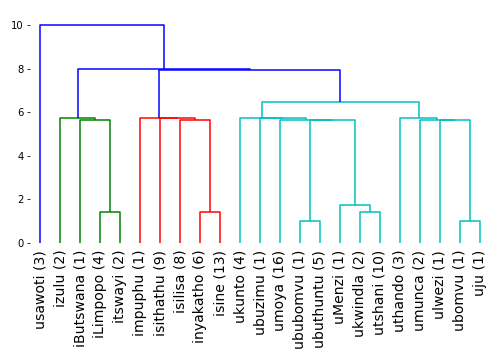 10
8
6
4
2
0
usawoti (3)
izulu (2)
iButswana (1)
iLimpopo (4)
itswayi (2)
impuphu (1)
isithathu (9)
isilisa (8)
inyakatho (6)
isine (13)
ukunto (4)
ubuzimu (1)
umoya (16)
ububomvu (1)
ubuthuntu (5)
uMenzi (1)
ukwindla (2)
utshani (10)
uthando (3)
umunca (2)
ulwezi (1)
ubomvu (1)
uju (1)